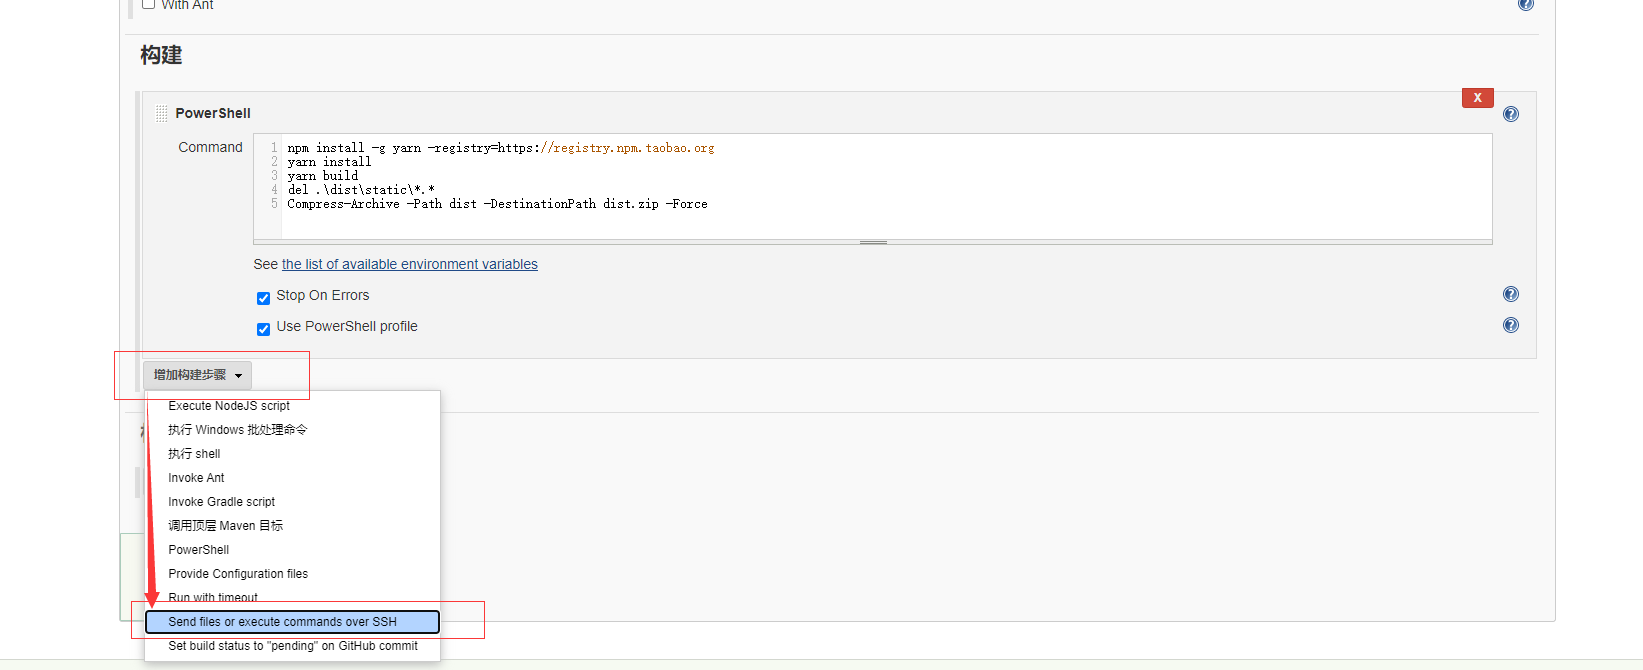 With Ant
构建
PowerShell
X
Command
1 npm install -g yarn -registry=https://registry.npm.taobao.org
2 yarn install
3 yarn build
4 del .\dist\static\*.*
5 Compress-Archive -Path dist -DestinationPath dist.zip -Force
See the list of available environment variables
Stop On Errors
Use PowerShell profile
增加构建步骤
Execute NodeJS script
执行 Windows 批处理命令
执行 shell
Invoke Ant
Invoke Gradle script
调用顶层 Maven 目标
PowerShell
Provide Configuration files
Run with timeout
Send files or execute commands over SSH
Set build status to "pending" on GitHub commit